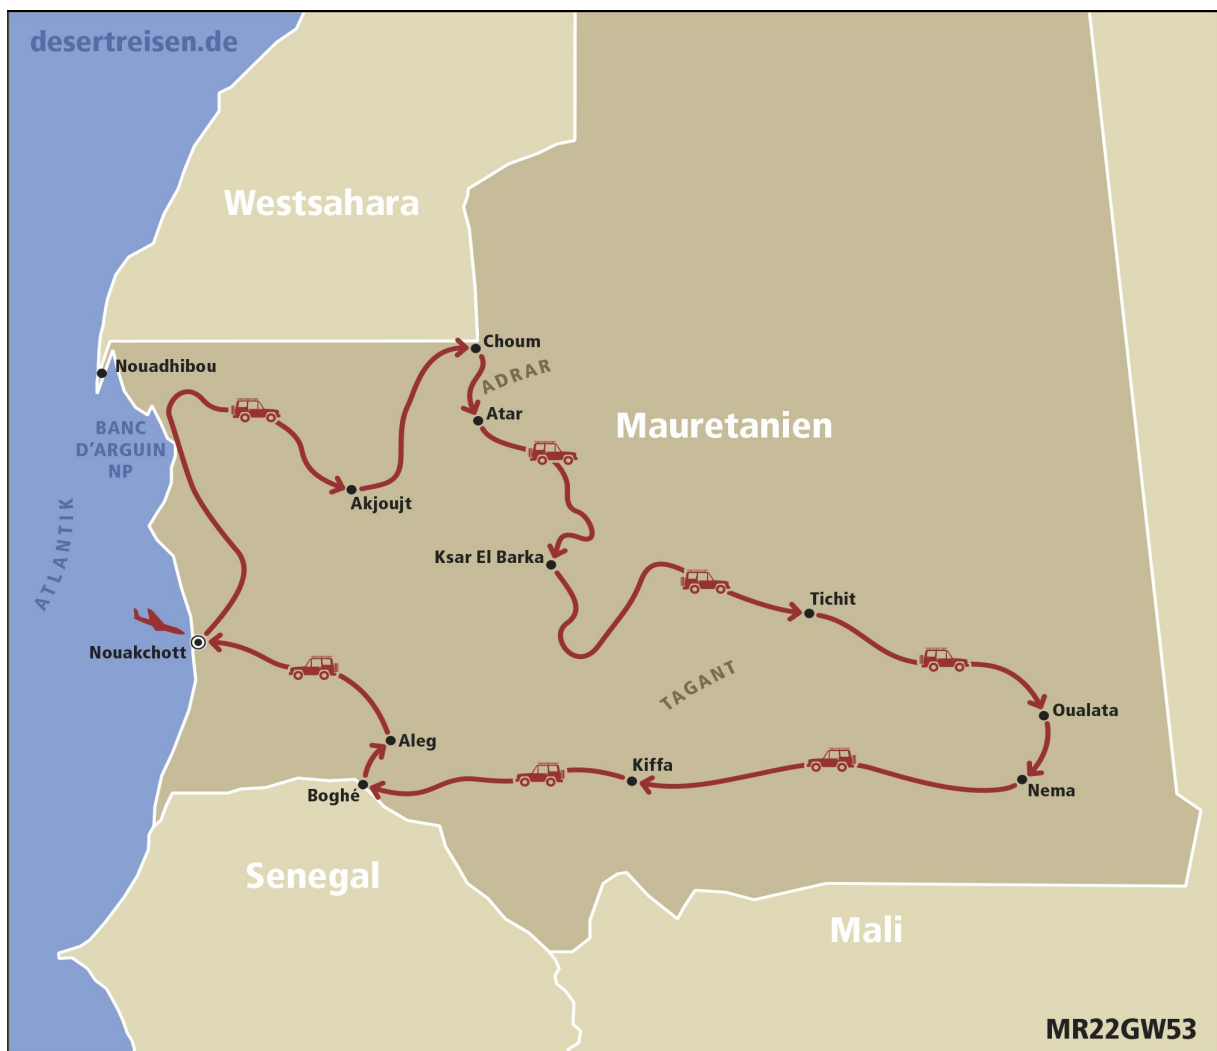 desertreisen.de
Westsahara
Choum
Nouadhibou
ADRAR
Atar
BANC
D'ARGUIN
NP
Mauretanien
Akjoujt
ATLANTIK
Ksar El Barka
Tichit
Nouakchott
TAGANT
Oualata
Aleg
Kiffa
Boghé
Nema
Senegal
Mali
MR22GW53